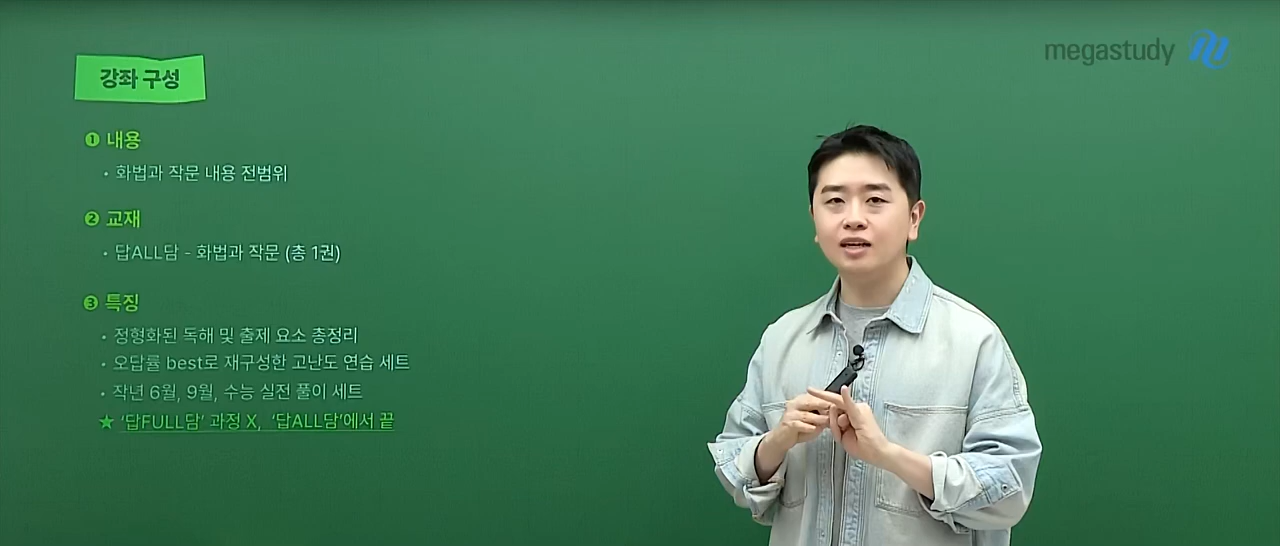 강좌 구성
megastudy
❶ 내용
• 화법과 작문 내용 전범위
❷ 교재
• 답ALL담 - 화법과 작문 (총 1권)
❸ 특징
• 정형화된 독해 및 출제 요소 총정리
• 오답률 best로 재구성한 고난도 연습 세트
• 작년 6월, 9월, 수능 실전 풀이 세트
★ '답FULL담' 과정 X, '답ALL담'에서 끝